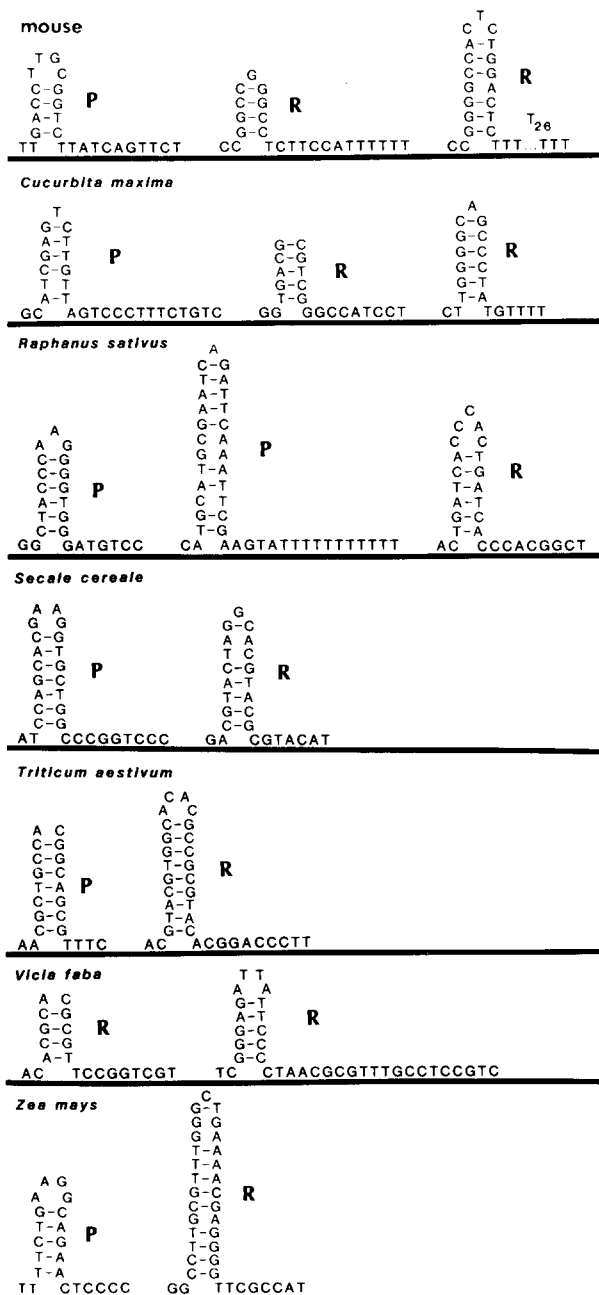 mouse
T G
T C
C-G
C-G
A-T
G-C
TT TTATCAGTTCT
P
G
C-G
C-G
G-C
G-C
CC TCTTCCATTTTTT
R
T
C C
A-T
C-G
C-G
G-A
G-C
G-T
G-C
CC TTT...TTT
T26
R
Cucurbita maxima
T
G-C
A-T
G-T
C-G
T-T
A-T
GC AGTCCCTTTCTGTC
P
G-C
C-G
A-T
G-C
T-G
GG GGCCATCCT
R
A
C-G
G-C
G-C
G-C
G-T
T-A
CT TGTTTT
R
Raphanus sativus
A
A G
C-G
C-G
C-G
A-T
T-G
C-G
GG GATGTCC
P
A
C-G
T-A
A-T
A-T
G-C
C-A
G-A
T-A
A-T
C-T
G-C
T-G
CA AAGTATTTTTTTTTTT
P
C
C A
C C
A-T
C-G
T-A
A-T
G-C
T-A
AC CCCACGGCT
R
Secale cereale
A A
G G
C-G
A-T
C-G
G-C
A-T
C-G
C-G
AT CCCGGTCCC
P
G
G-C
A-A
T-C
C-G
A-T
T-A
G-C
C-G
GA CGTACAT
R
Triticum aestivum
A C
C-G
C-G
G-C
T-A
C-G
G-C
C-G
AA TTTC
P
C A
A C
C-G
G-C
G-C
T-G
G-C
C-G
A-T
T-A
G-C
AC ACGGACCCTT
R
Vicia faba
A C
C-G
C-C
G-G
A-T
AC TCCGGTCGT
R
T T
A A
G-T
A-T
G-C
G-C
G-C
TC CTAACGCGTTTGCCTCCGTC
R
Zea mays
A G
A G
G-C
T-A
C-G
T-A
T-A
TT CTCCCC
P
C
G-T
G-G
G-A
T-A
T-A
T-A
G-C
C-G
G-A
T-G
T-G
C-G
C-G
GG TTCGCCAT
R